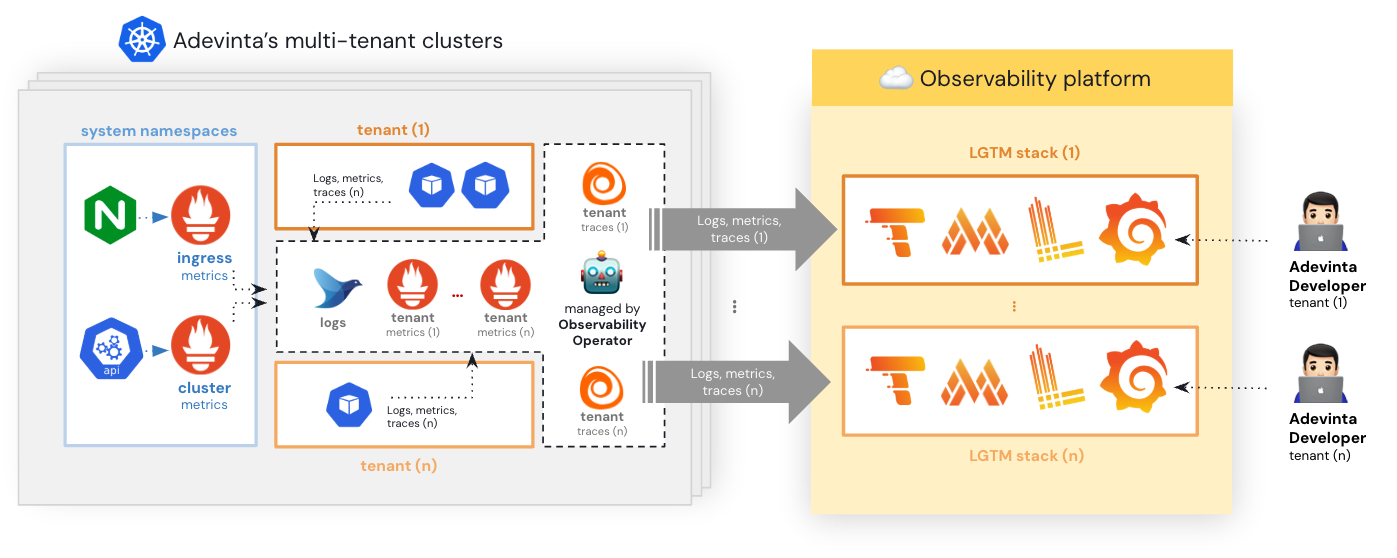 Adevinta's multi-tenant clusters
system namespaces
N
ingress
metrics
api
cluster
metrics
tenant (1)
Logs, metrics,
traces (n)
logs
tenant
metrics (1)
...
tenant
metrics (n)
Logs, metrics,
traces (n)
tenant (n)
tenant
traces (1)
managed by
Observability
Operator
tenant
traces (n)
Logs, metrics,
traces (1)
Logs, metrics,
traces (n)
Observability platform
LGTM stack (1)
LGTM stack (n)
Adevinta
Developer
tenant (1)
Adevinta
Developer
tenant (n)